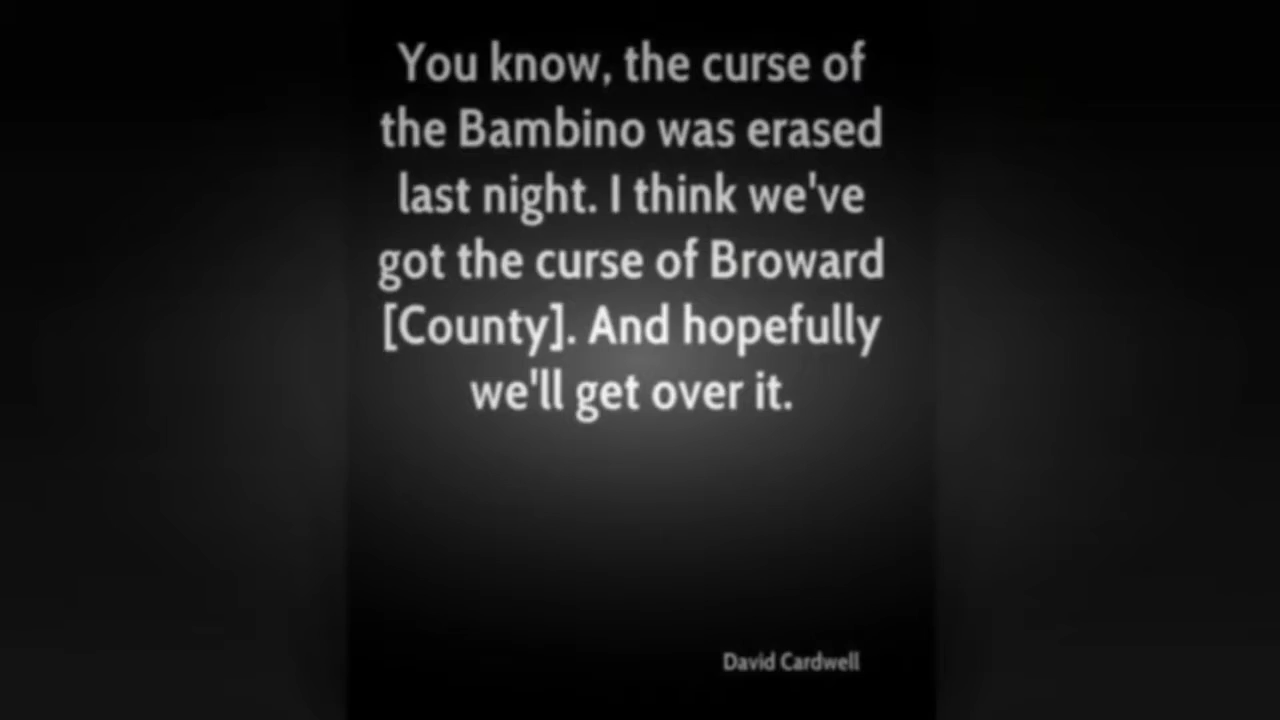 You know, the curse of
the Bambino was erased
last night. I think we've
got the curse of Broward
[County]. And hopefully
we'll get over it.
David Cardwell